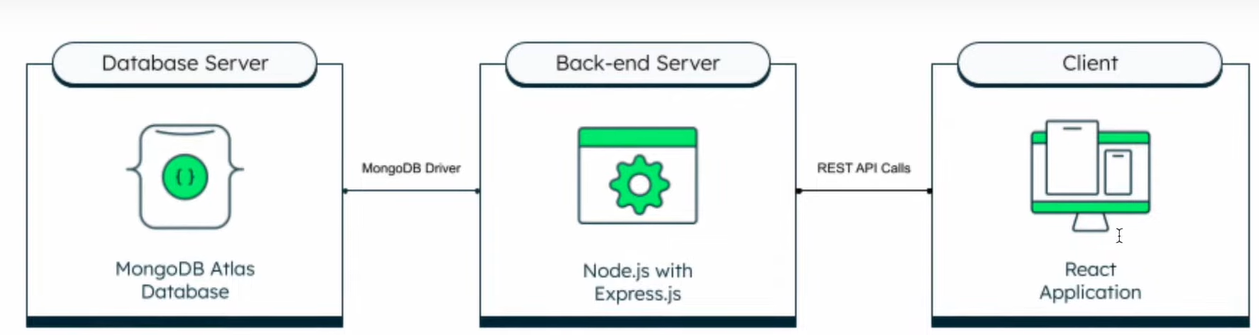 Database Server
Back-end Server
Client
{ }
MongoDB Driver
REST API Calls
MongoDB Atlas
Database
Node.js with
Express.js
React
Application